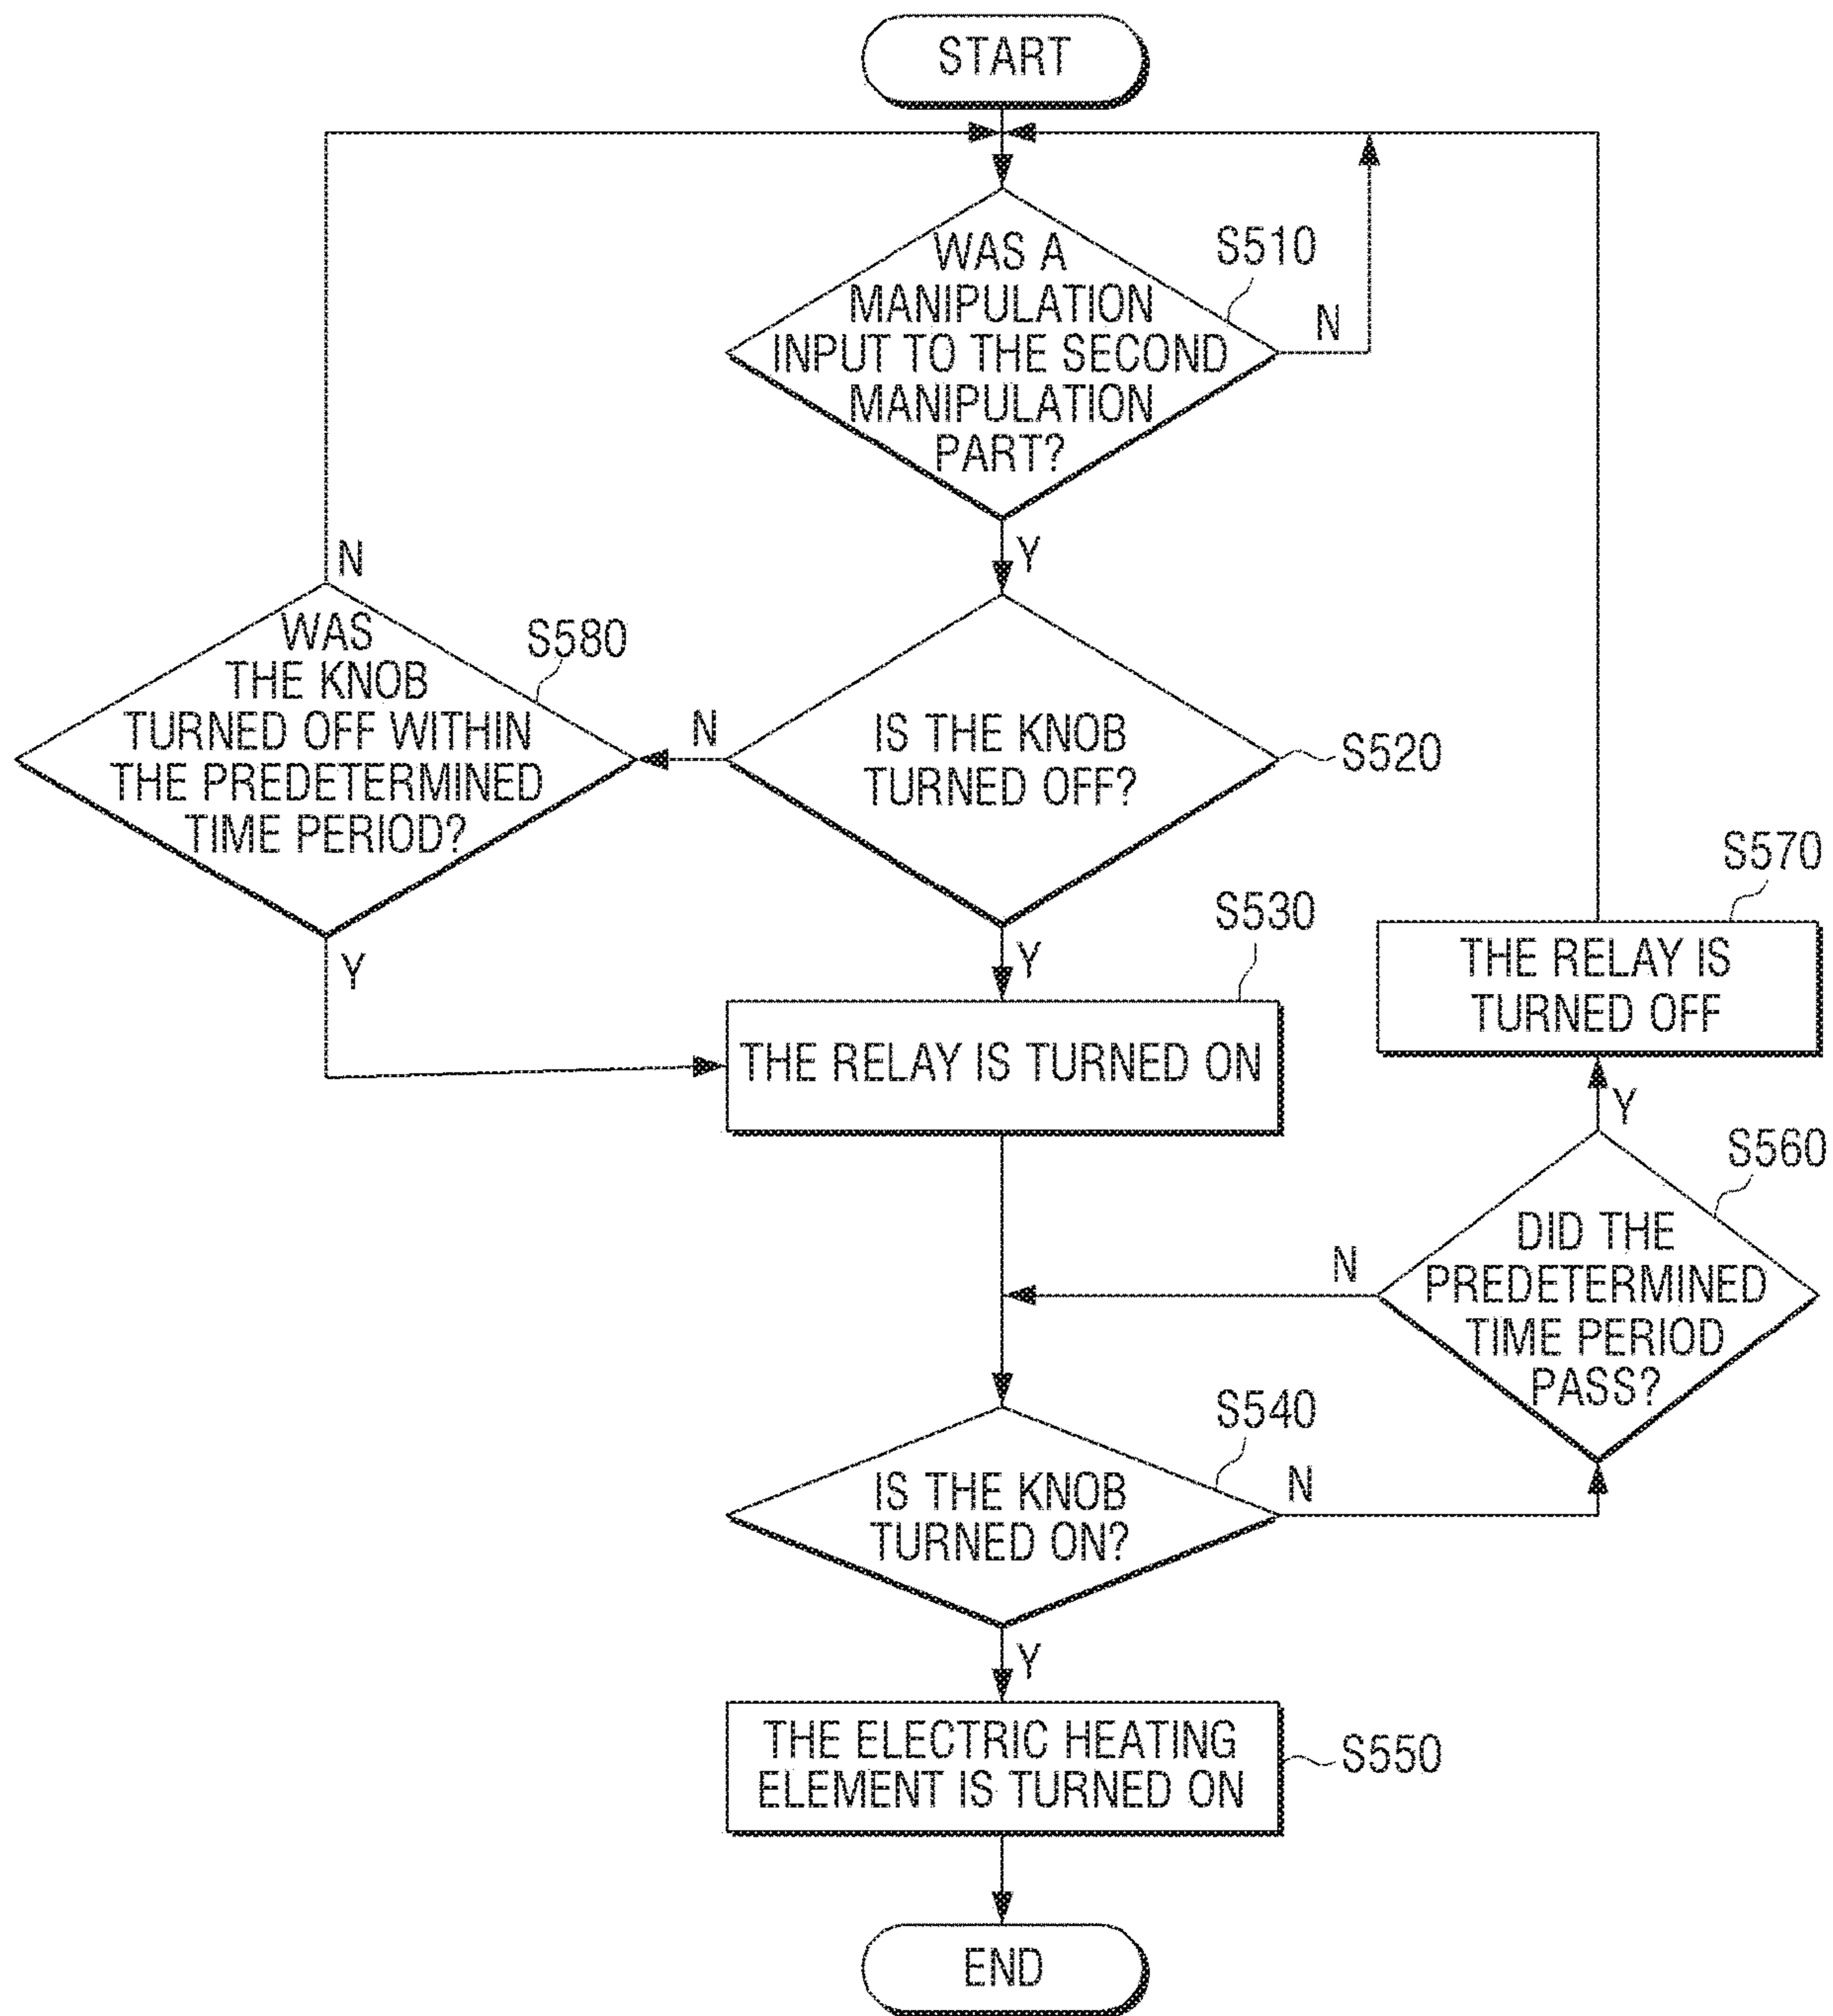 START
WAS A
MANIPULATION
INPUT TO THE SECOND
MANIPULATION
PART?
S510
N
Y
N
WAS
THE KNOB
TURNED OFF WITHIN
THE PREDETERMINED
TIME PERIOD?
S580
Y
N
IS THE KNOB
TURNED OFF?
S520
Y
S530
THE RELAY IS TURNED ON
S570
THE RELAY IS
TURNED OFF
Y
S560
DID THE
PREDETERMINED
TIME PERIOD
PASS?
N
S540
IS THE KNOB
TURNED ON?
N
Y
THE ELECTRIC HEATING
ELEMENT IS TURNED ON
S550
END